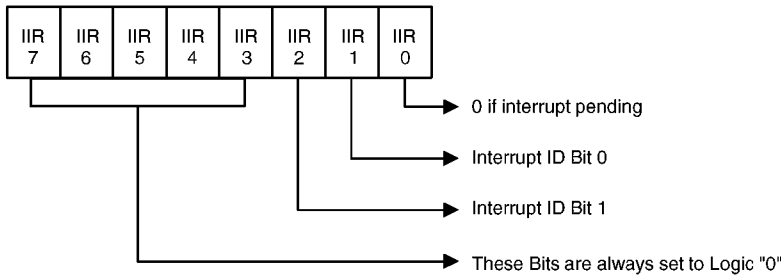 IIR IIR IIR IIR IIR IIR IIR IIR
7 6 5 4 3 2 1 0
0 if interrupt pending
Interrupt ID Bit 0
Interrupt ID Bit 1
These Bits are always set to Logic "0"